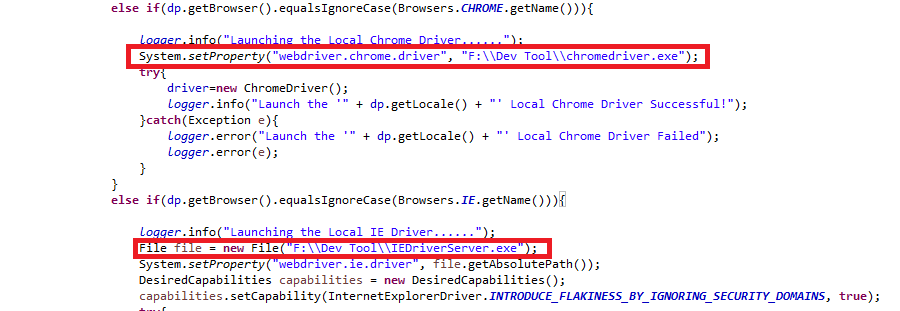 else if(dp.getBrowser().equalsIgnoreCase(Browsers.CHROME.getName())){
logger.info("Launching the Local Chrome Driver......");
System.setProperty("webdriver.chrome.driver", "F:\\Dev Tool\\chromedriver.exe");
try{
driver=new ChromeDriver();
logger.info("Launch the '" + dp.getLocale() + "' Local Chrome Driver Successful!");
}catch(Exception e){
logger.error("Launch the '" + dp.getLocale() + "' Local Chrome Driver Failed");
logger.error(e);
}
}
else if(dp.getBrowser().equalsIgnoreCase(Browsers.IE.getName())){
logger.info("Launching the Local IE Driver......");
File file = new File("F:\\Dev Tool\\IEDriverServer.exe");
System.setProperty("webdriver.ie.driver", file.getAbsolutePath());
DesiredCapabilities capabilities = new DesiredCapabilities();
capabilities.setCapability(InternetExplorerDriver.INTRODUCE_FLAKINESS_BY_IGNORING_SECURITY_DOMAINS, true);
try{